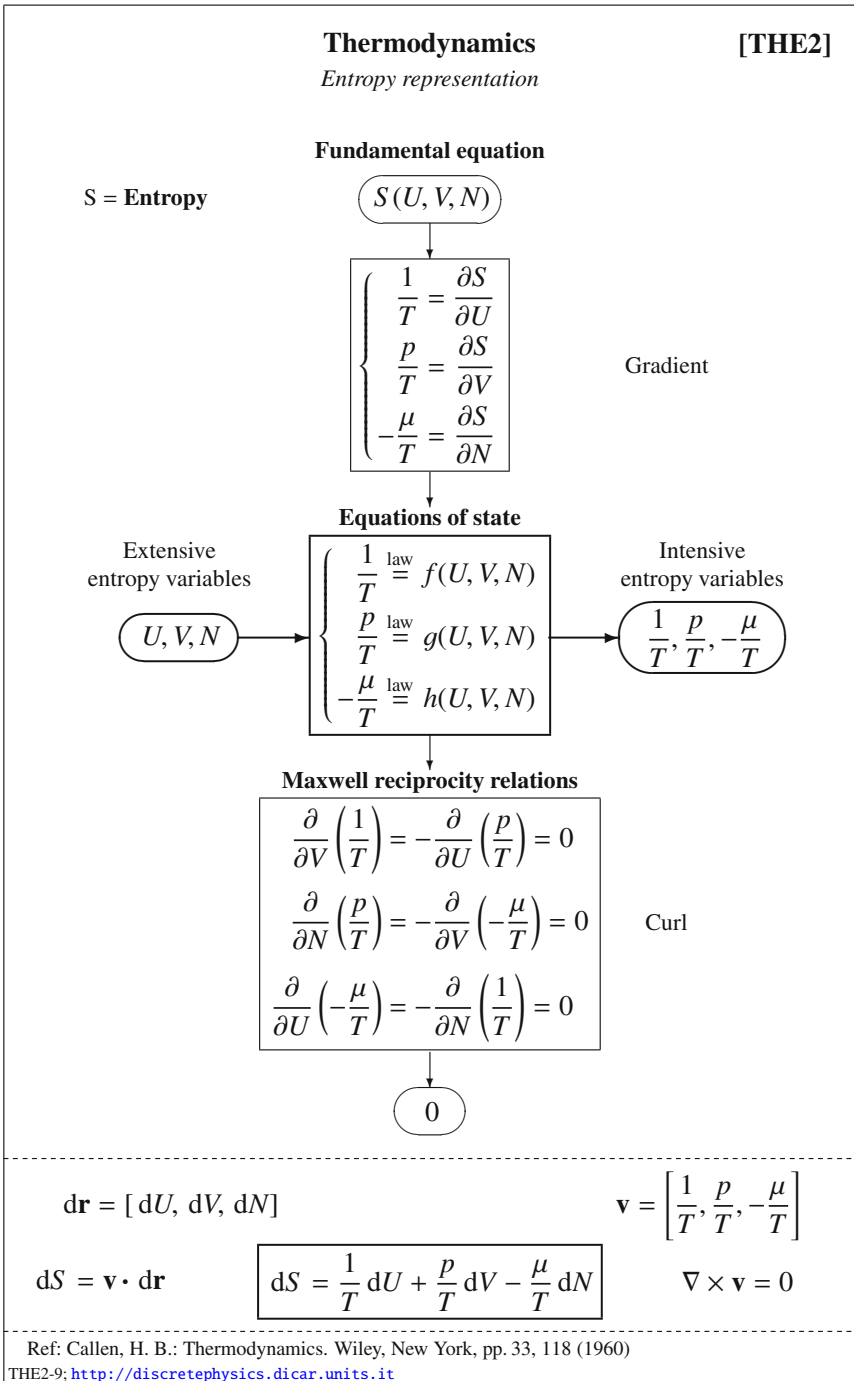 Thermodynamics [THE2]
Entropy representation
Fundamental equation
S = Entropy
S(U, V, N)
1/T = ∂S/∂U
p/T = ∂S/∂V
Gradient
−μ/T = ∂S/∂N
Equations of state
Extensive
entropy variables
U, V, N
1/T law= f(U, V, N)
p/T law= g(U, V, N)
−μ/T law= h(U, V, N)
Intensive
entropy variables
1/T, p/T, −μ/T
Maxwell reciprocity relations
∂/∂V (1/T) = −∂/∂U (p/T) = 0
∂/∂N (p/T) = −∂/∂V (−μ/T) = 0
Curl
∂/∂U (−μ/T) = −∂/∂N (1/T) = 0
0
dr = [ dU, dV, dN]
v = [1/T, p/T, −μ/T]
dS = v · dr
dS = 1/T dU + p/T dV − μ/T dN
∇ × v = 0
Ref: Callen, H. B.: Thermodynamics. Wiley, New York, pp. 33, 118 (1960)
THE2-9; http://discretephysics.dicar.units.it